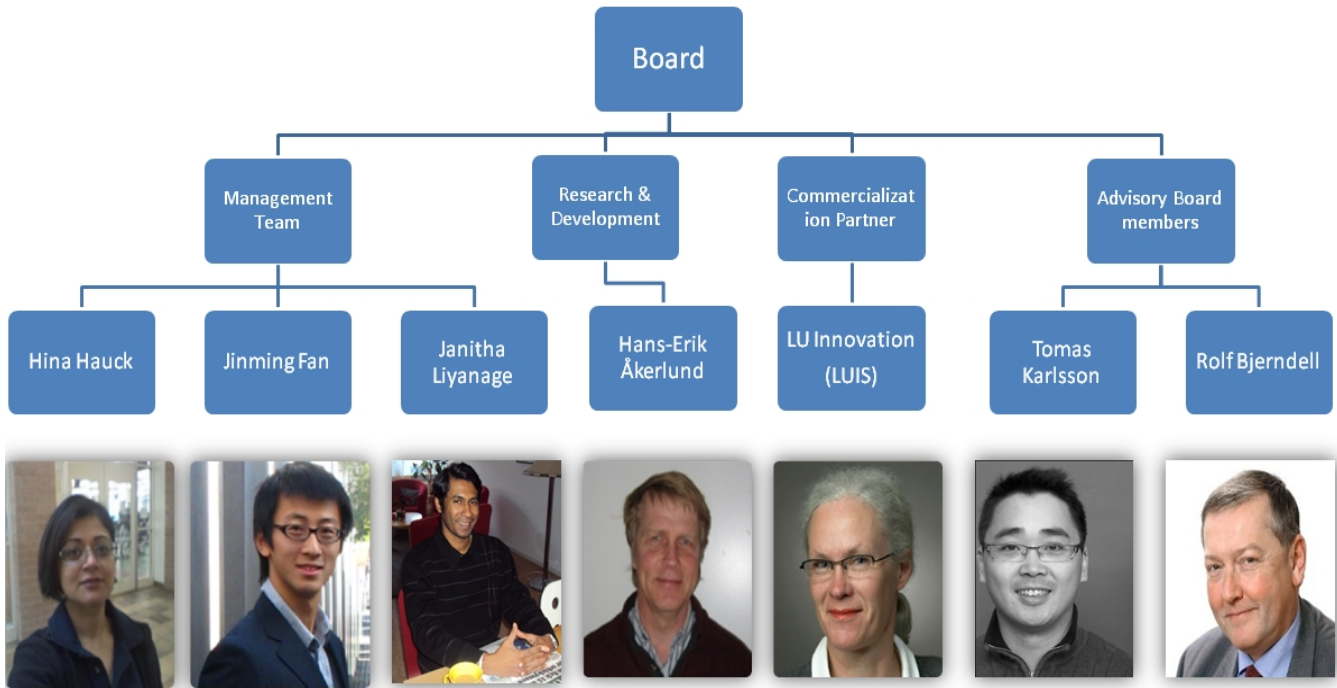 Board
Management
Team
Research &
Development
Commercializat
ion Partner
Advisory Board
members
Hina Hauck
Jinming Fan
Janitha
Liyanage
Hans-Erik
Åkerlund
LU Innovation
(LUIS)
Tomas
Karlsson
Rolf Bjerndell